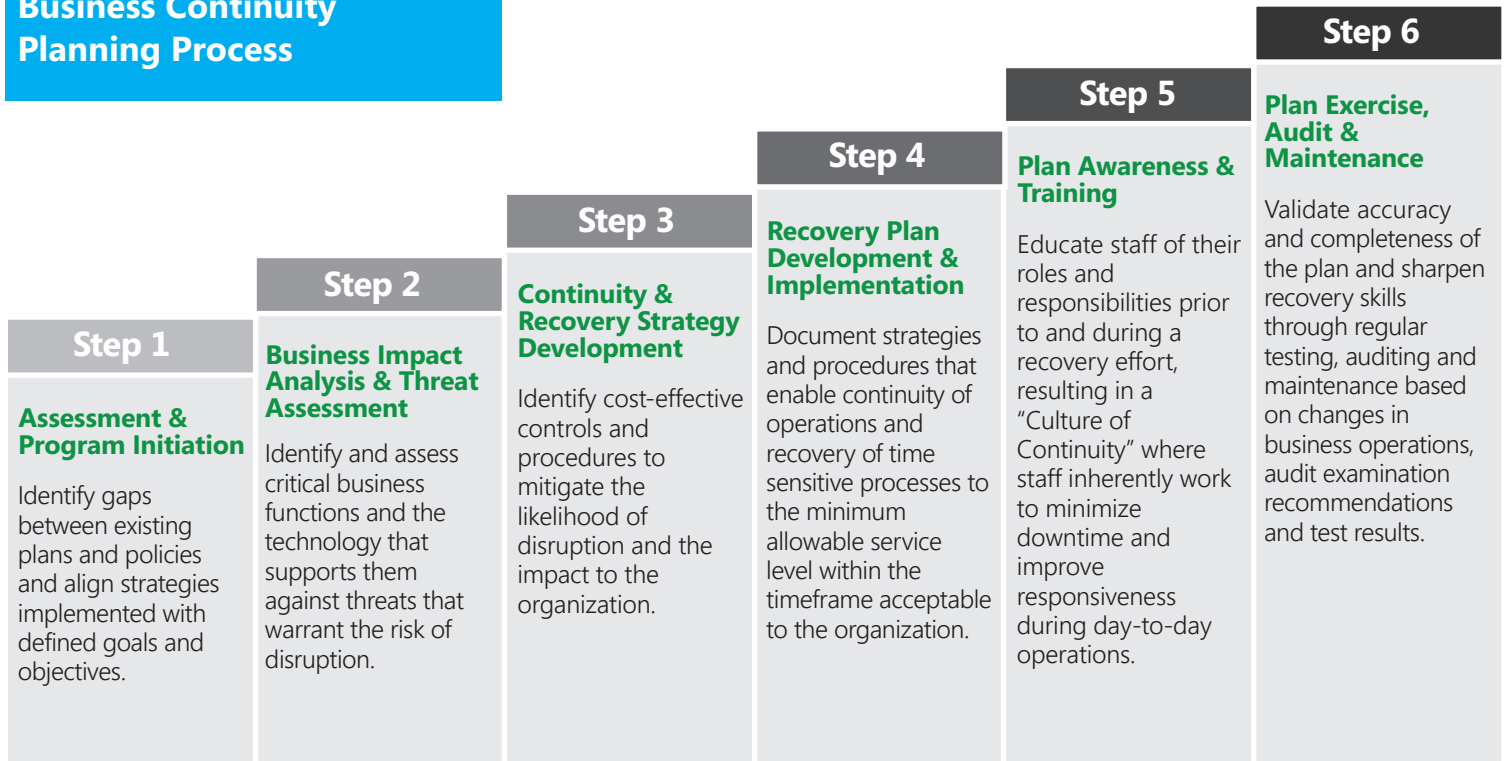 Business Continuity
Planning Process
Step 1
Assessment &
Program Initiation
Identify gaps
between existing
plans and policies
and align strategies
implemented with
defined goals and
objectives.
Step 2
Business Impact
Analysis & Threat
Assessment
Identify and assess
critical business
functions and the
technology that
supports them
against threats that
warrant the risk of
disruption.
Step 3
Continuity &
Recovery Strategy
Development
Identify cost-effective
controls and
procedures to
mitigate the
likelihood of
disruption and the
impact to the
organization.
Step 4
Recovery Plan
Development &
Implementation
Document strategies
and procedures that
enable continuity of
operations and
recovery of time
sensitive processes to
the minimum
allowable service
level within the
timeframe acceptable
to the organization.
Step 5
Plan Awareness &
Training
Educate staff of their
roles and
responsibilities prior
to and during a
recovery effort,
resulting in a
“Culture of
Continuity” where
staff inherently work
to minimize
downtime and
improve
responsiveness
during day-to-day
operations.
Step 6
Plan Exercise,
Audit &
Maintenance
Validate accuracy
and completeness of
the plan and sharpen
recovery skills
through regular
testing, auditing and
maintenance based
on changes in
business operations,
audit examination
recommendations
and test results.